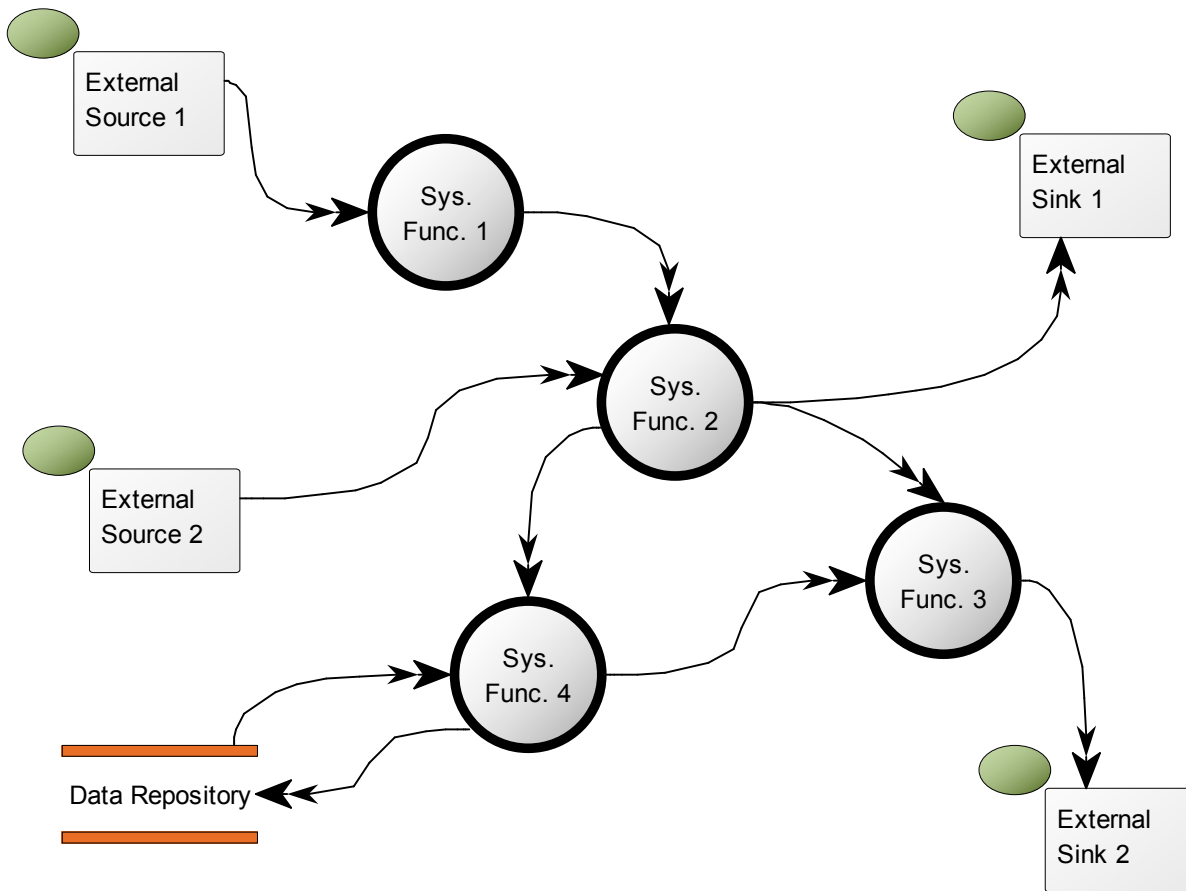 External
Source 1
Sys.
Func. 1
External
Sink 1
Sys.
Func. 2
External
Source 2
Sys.
Func. 3
Sys.
Func. 4
Data Repository
External
Sink 2